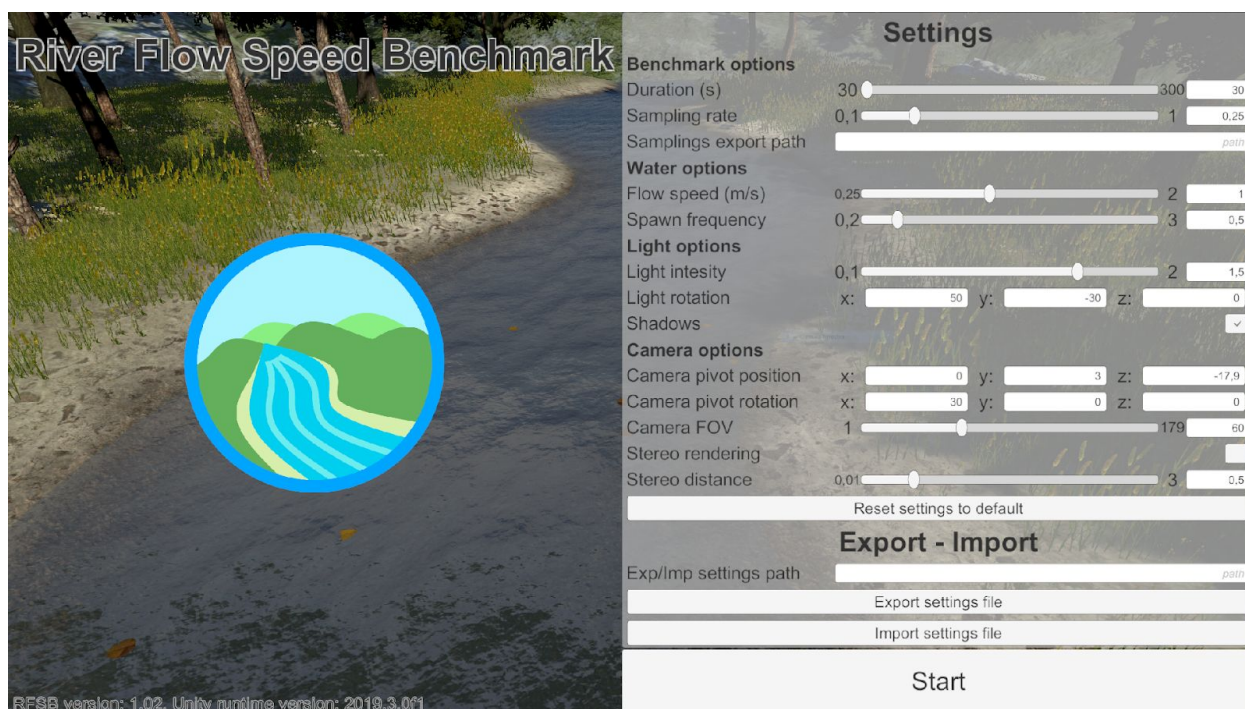 River Flow Speed Benchmark
Settings
Benchmark options
Duration (s) 30 300 30
Sampling rate 0,1 1 0,25
Samplings export path path
Water options
Flow speed (m/s) 0,25 2 1
Spawn frequency 0,2 3 0,5
Light options
Light intesity 0,1 2 1,5
Light rotation x: 50 y: -30 z: 0
Shadows
Camera options
Camera pivot position x: 0 y: 3 z: -17,9
Camera pivot rotation x: 30 y: 0 z: 0
Camera FOV 1 179 60
Stereo rendering
Stereo distance 0,01 3 0,5
Reset settings to default
Export - Import
Exp/Imp settings path path
Export settings file
Import settings file
Start
RFSB version: 1.02, Unity runtime version: 2019.3.0f1